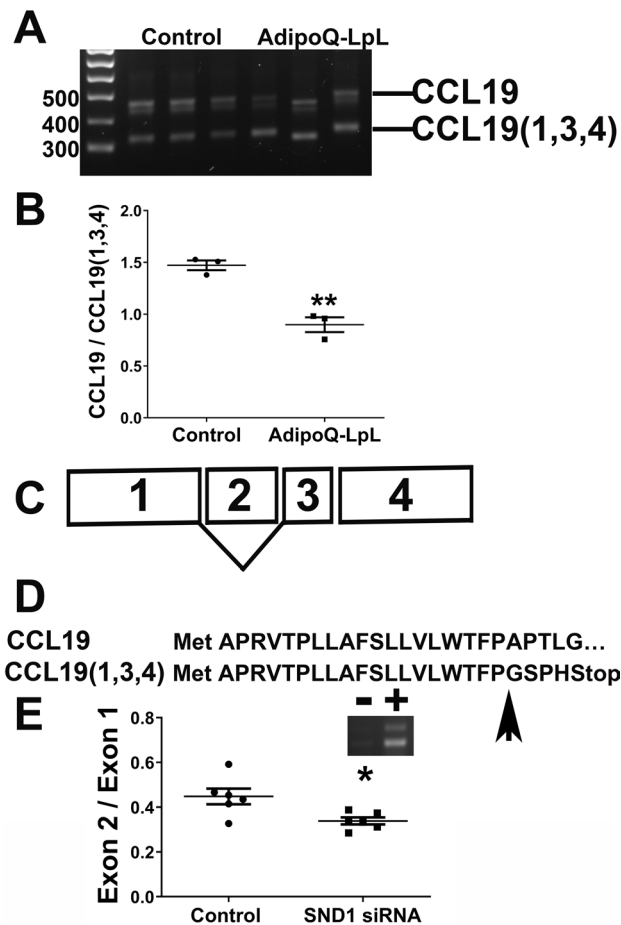 A
Control AdipoQ-LpL
500 CCL19
400 CCL19(1,3,4)
300
B
CCL19 / CCL19(1,3,4)
2.0
1.5
**
1.0
0.5
0.0
Control AdipoQ-LpL
C 1 2 3 4
D
CCL19 Met APRVTPLLAFSLLVLWTFPAPTLG...
CCL19(1,3,4) Met APRVTPLLAFSLLVLWTFPGSPHStop
E
Exon 2 / Exon 1
0.8 - +
0.6
*
0.4
0.2
0.0
Control SND1 siRNA